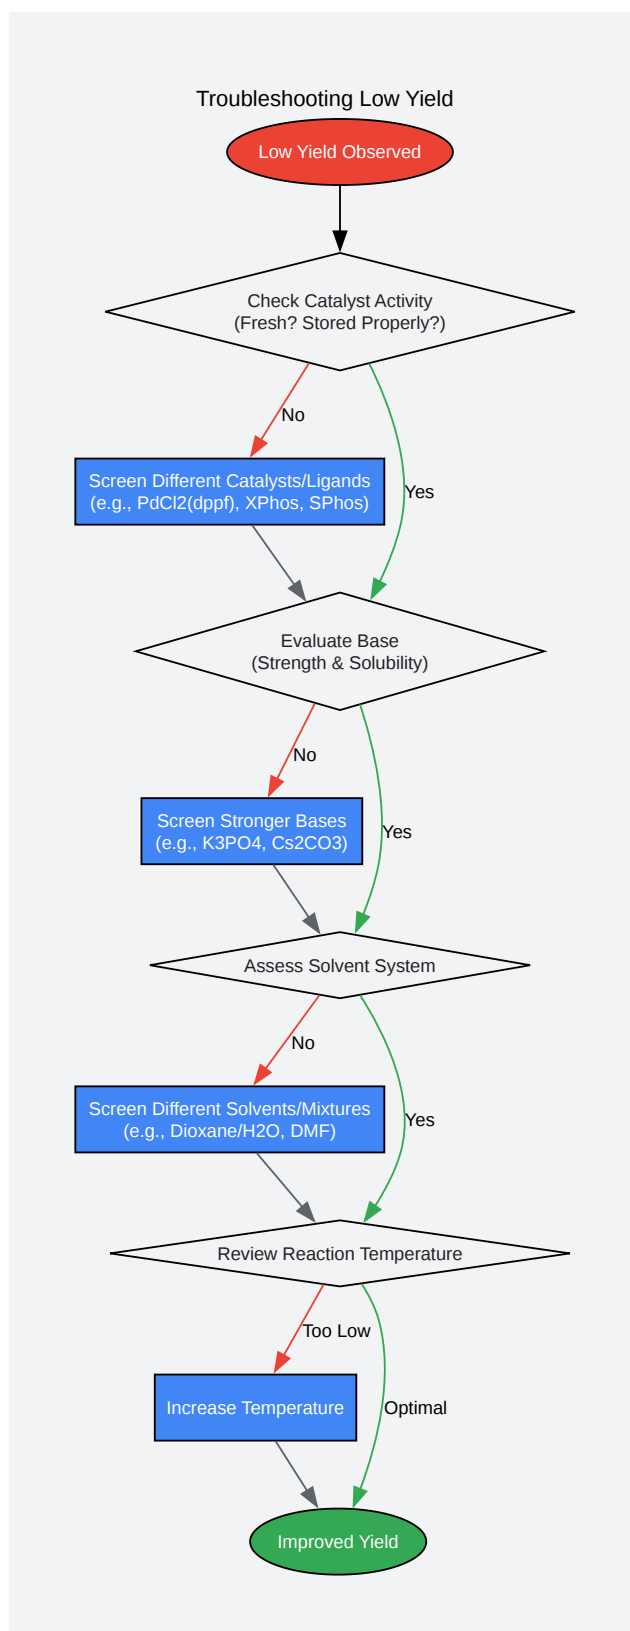 Troubleshooting Low Yield
Low Yield Observed
Check Catalyst Activity
(Fresh? Stored Properly?)
No
Screen Different Catalysts/Ligands
(e.g., PdCl2(dppf), XPhos, SPhos)
Yes
Evaluate Base
(Strength & Solubility)
No
Screen Stronger Bases
(e.g., K3PO4, Cs2CO3)
Yes
Assess Solvent System
No
Screen Different Solvents/Mixtures
(e.g., Dioxane/H2O, DMF)
Yes
Review Reaction Temperature
Too Low
Increase Temperature
Optimal
Improved Yield